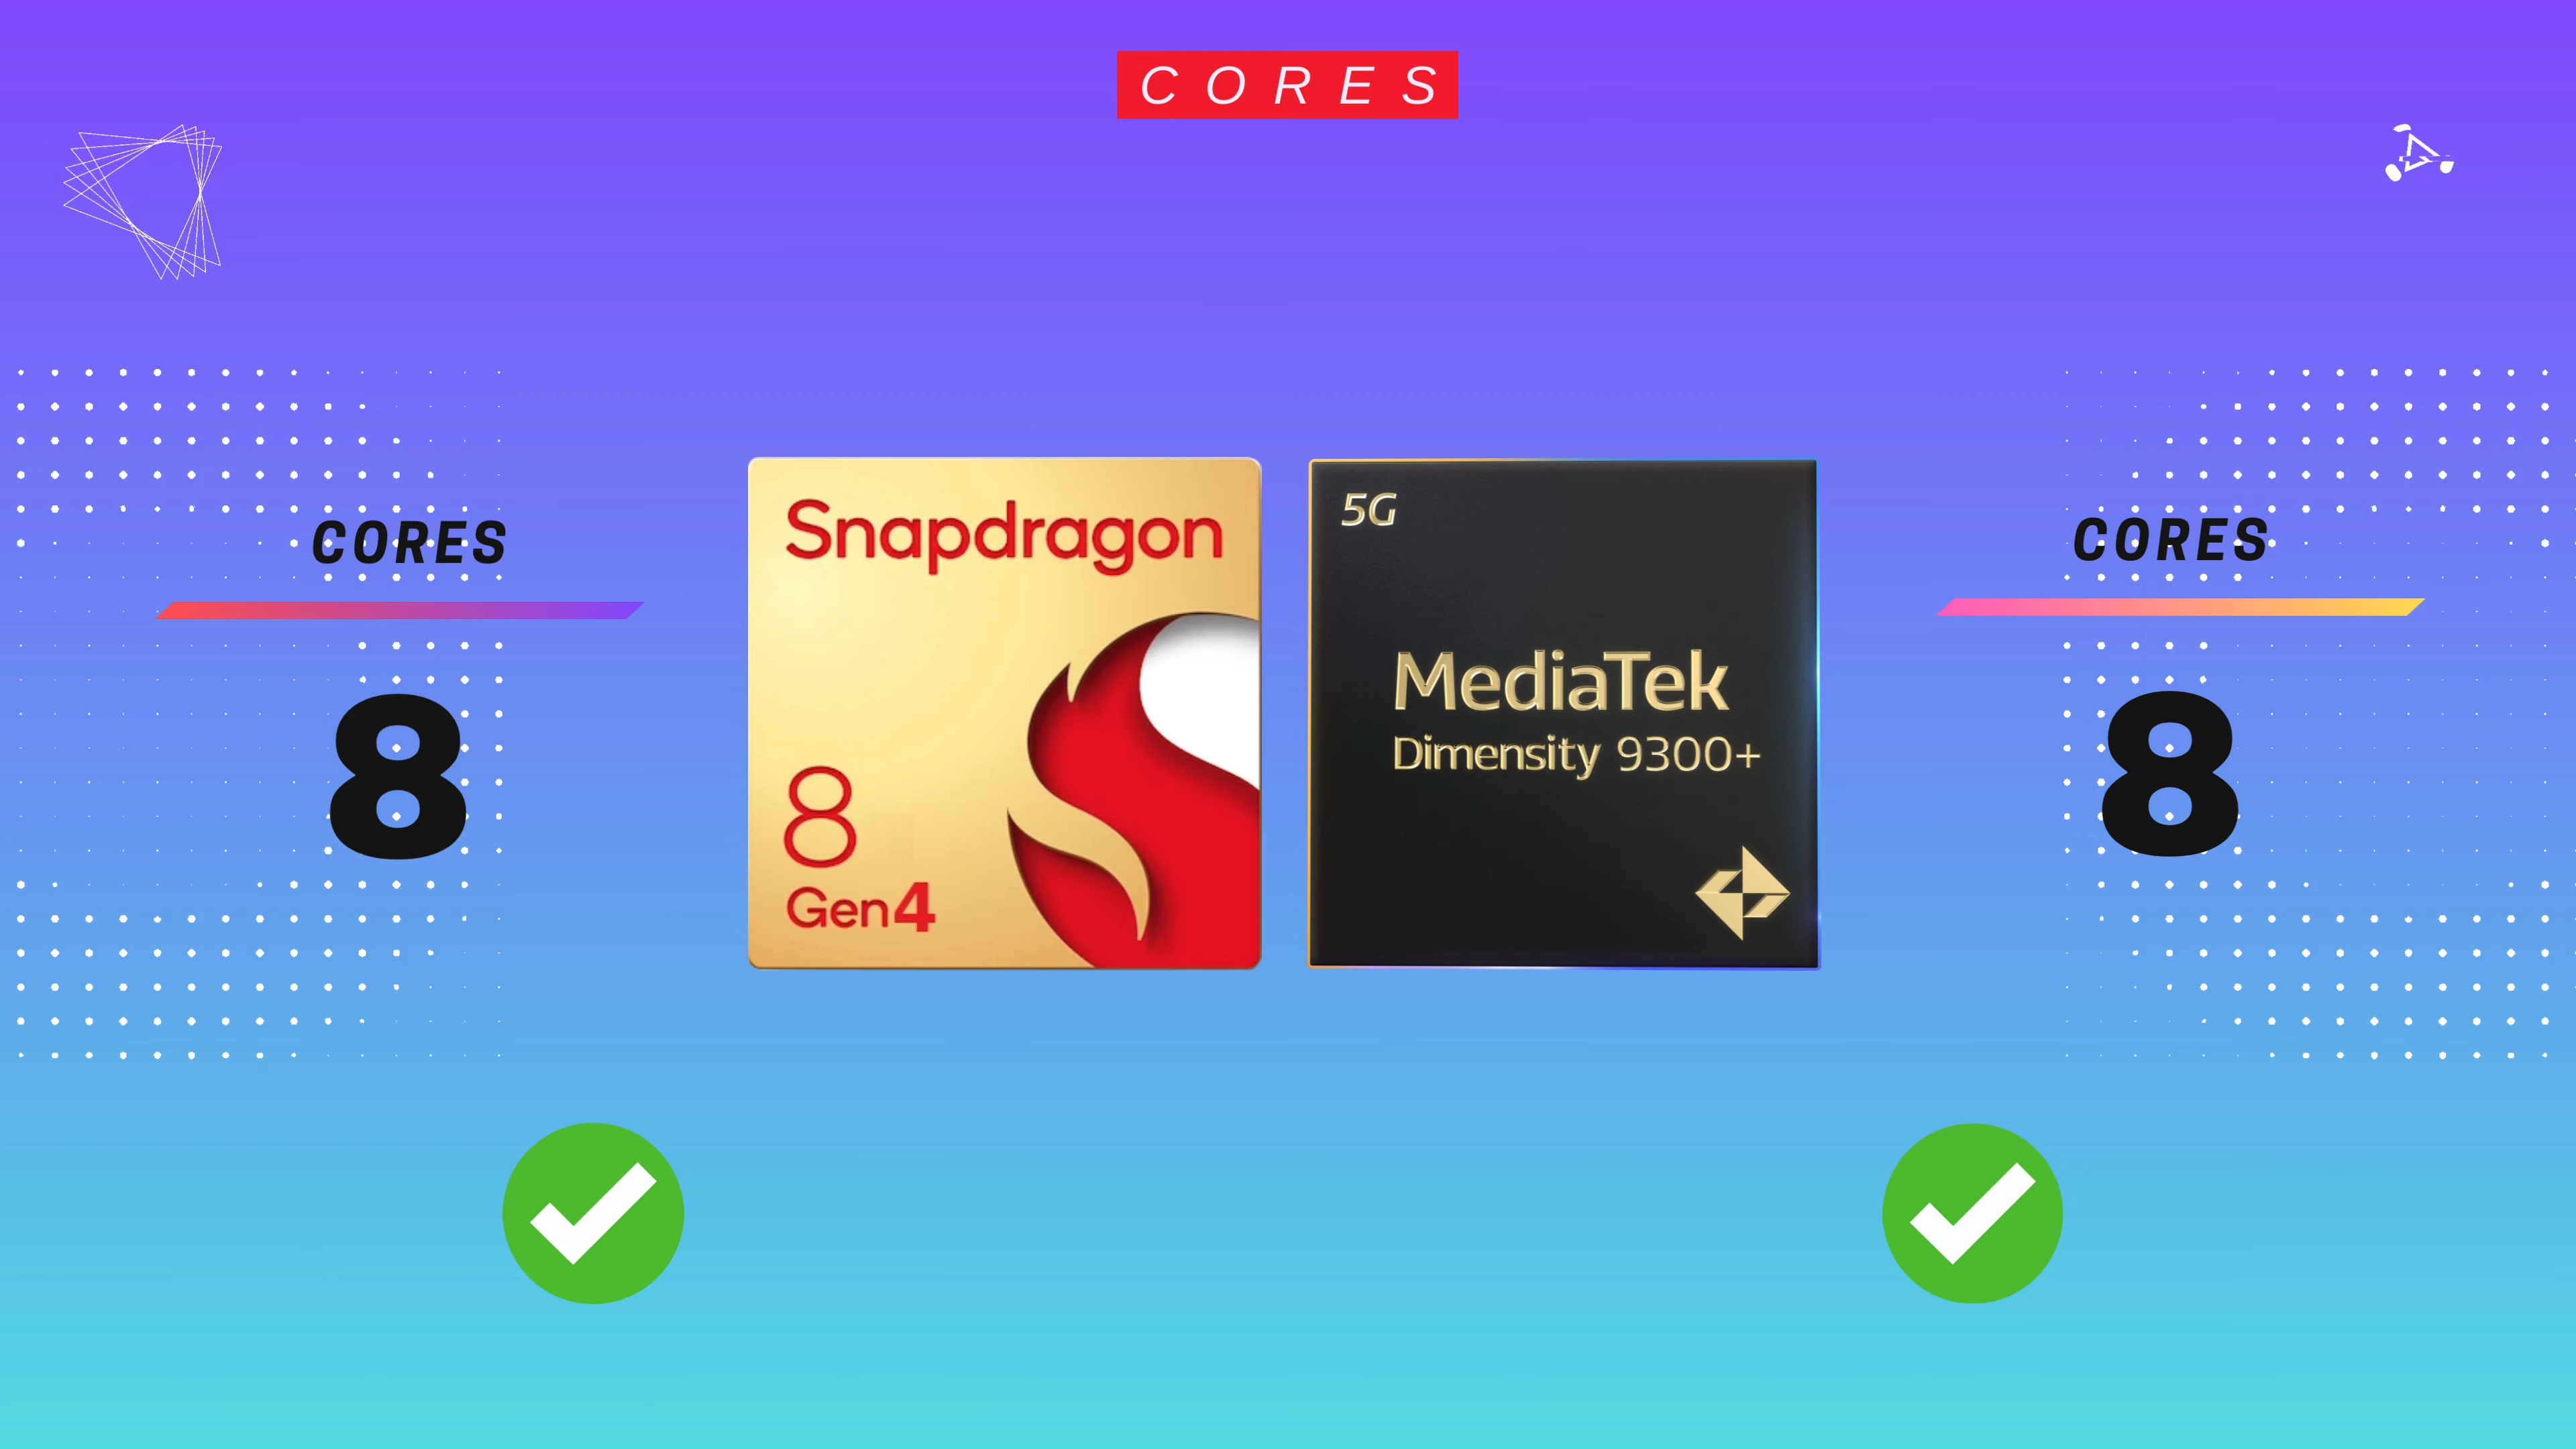 CORES
CORES
8
Snapdragon
8
Gen4
5G
MediaTek
Dimensity 9300+
CORES
8